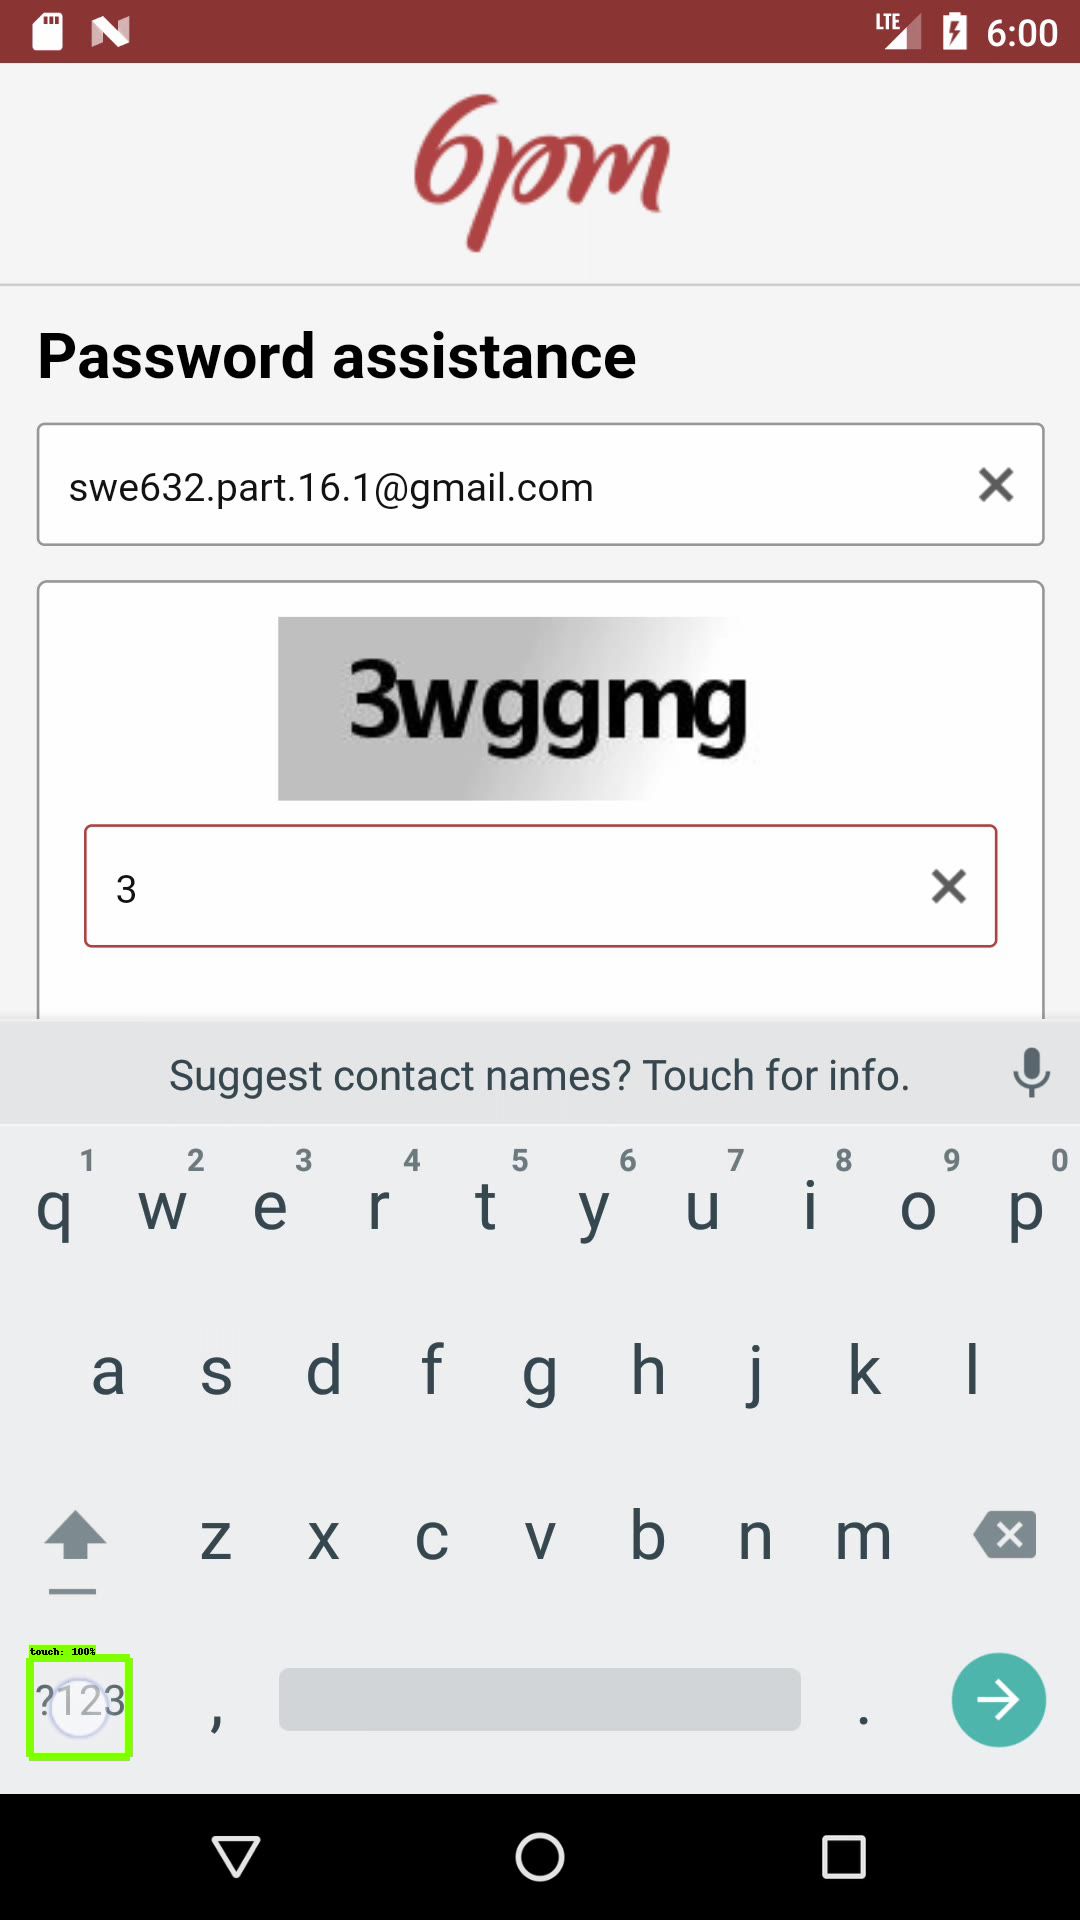 LTE 6:00
6pm
Password assistance
swe632.part.16.1@gmail.com
3wggmg
3
Suggest contact names? Touch for info.
1 2 3 4 5 6 7 8 9 0
q w e r t y u i o p
a s d f g h j k l
z x c v b n m
touch: 100%
?123 , .